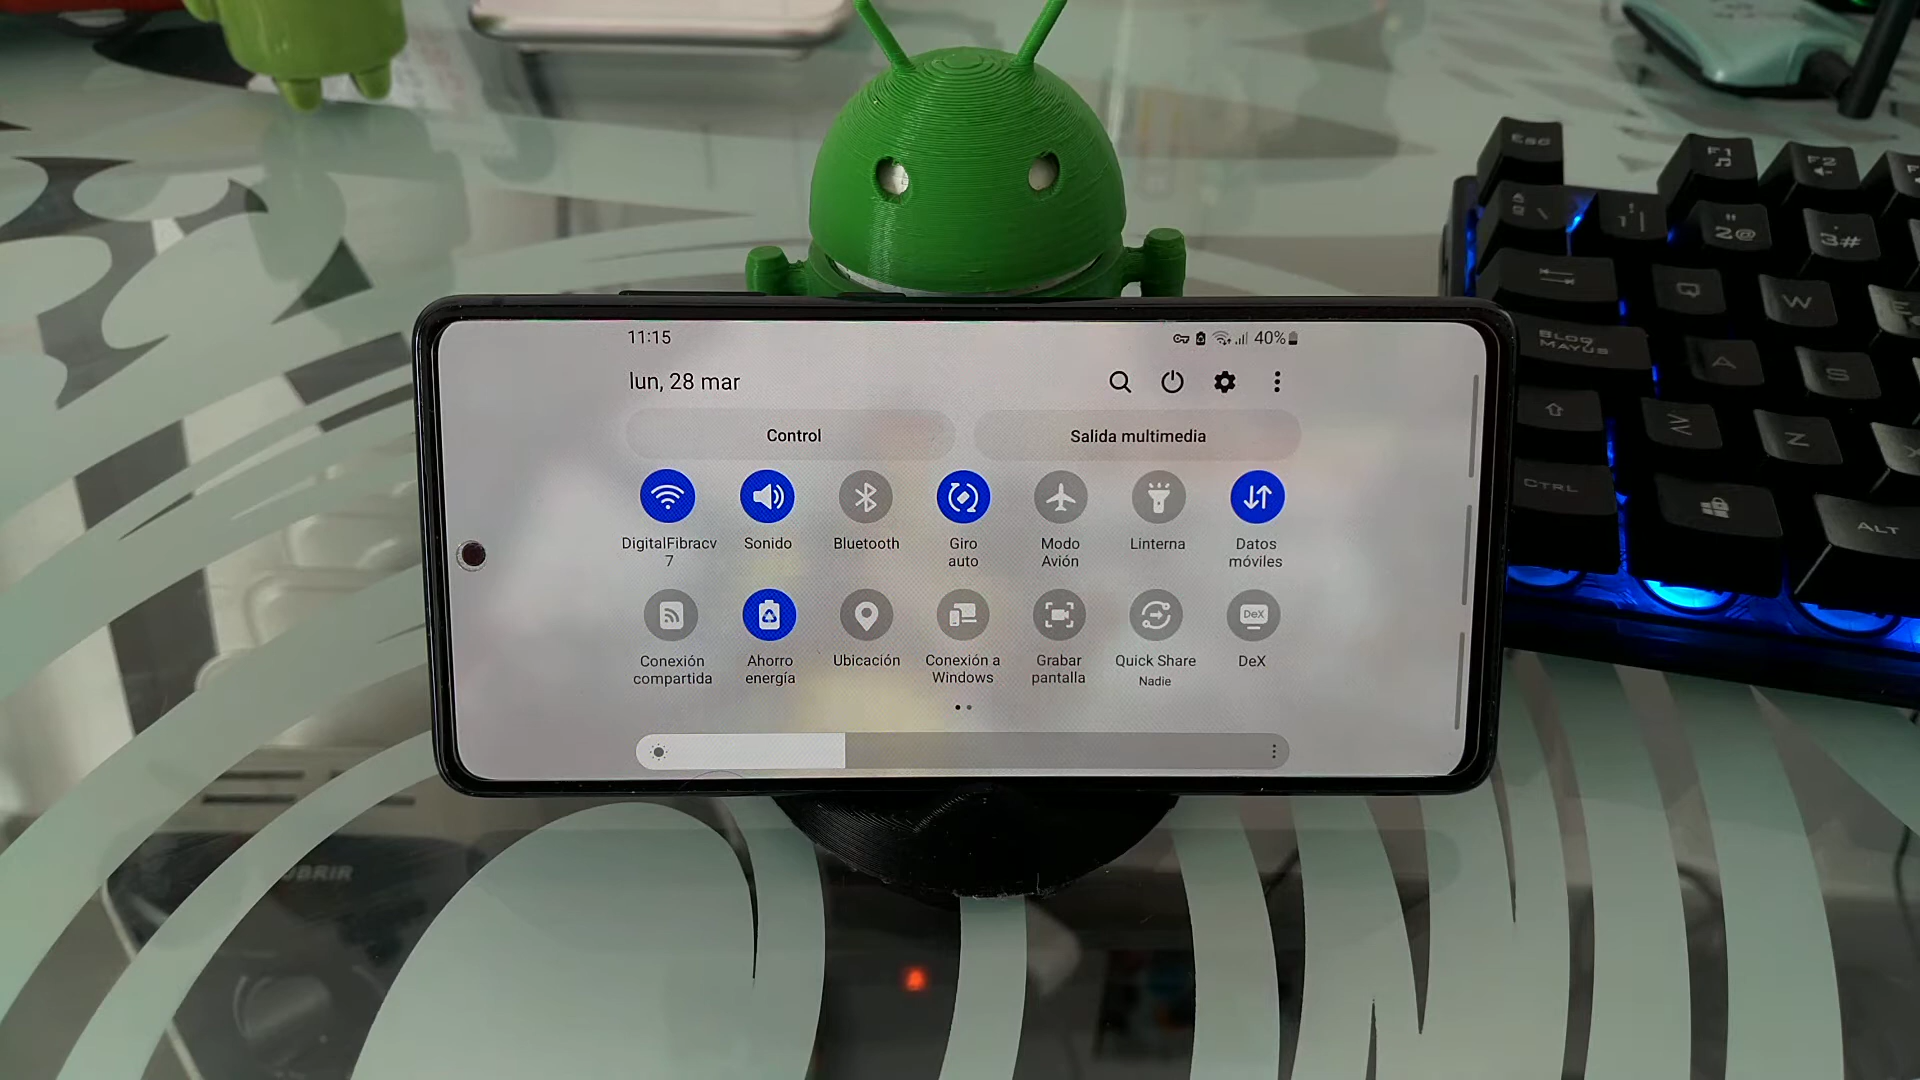 11:15
40%
lun, 28 mar
Control
Salida multimedia
DigitalFibracv
7
Sonido
Bluetooth
Giro
auto
Modo
Avión
Linterna
Datos
móviles
Conexión
compartida
Ahorro
energía
Ubicación
Conexión a
Windows
Grabar
pantalla
Quick Share
Nadie
DeX
DeX
Esc
F1
F2
2@
3#
Q
W
E
BLOQ
MAYUS
A
S
Z
X
CTRL
ALT